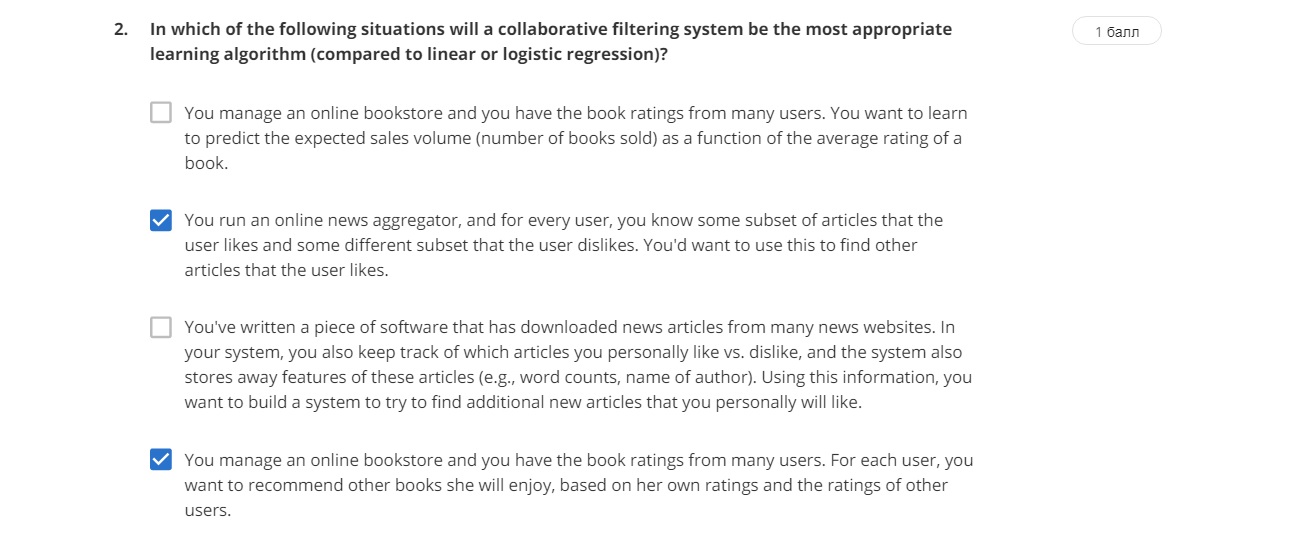 2. In which of the following situations will a collaborative filtering system be the most appropriate
learning algorithm (compared to linear or logistic regression)?
1 балл
You manage an online bookstore and you have the book ratings from many users. You want to learn
to predict the expected sales volume (number of books sold) as a function of the average rating of a
book.
You run an online news aggregator, and for every user, you know some subset of articles that the
user likes and some different subset that the user dislikes. You'd want to use this to find other
articles that the user likes.
You've written a piece of software that has downloaded news articles from many news websites. In
your system, you also keep track of which articles you personally like vs. dislike, and the system also
stores away features of these articles (e.g., word counts, name of author). Using this information, you
want to build a system to try to find additional new articles that you personally will like.
You manage an online bookstore and you have the book ratings from many users. For each user, you
want to recommend other books she will enjoy, based on her own ratings and the ratings of other
users.